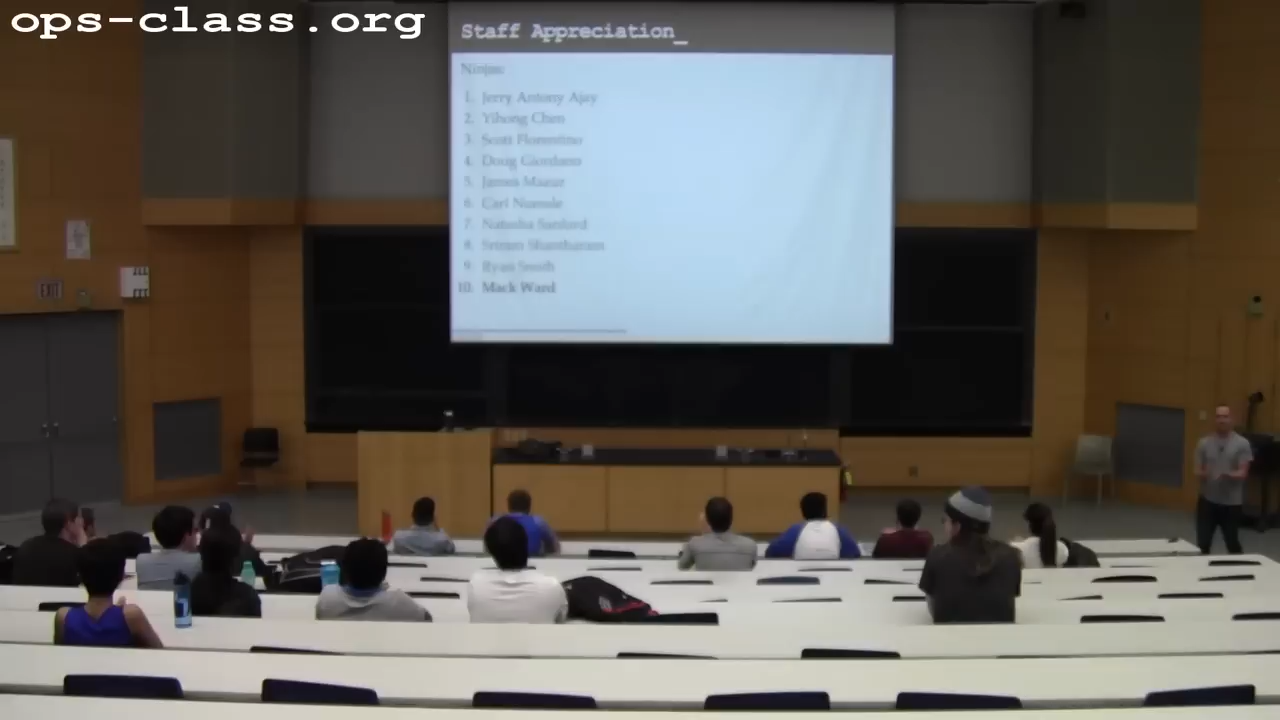 ops-class.org
Staff Appreciation_
Ninjas
1. Jerry Antony Ajay
2. Yihong Chen
3. Scott Florentino
4. Doug Giordano
5. James Mazur
6. Carl Nuessle
7. Natasha Sanford
8. Sriram Shantharam
9. Ryan Smith
10. Mack Ward
EXIT